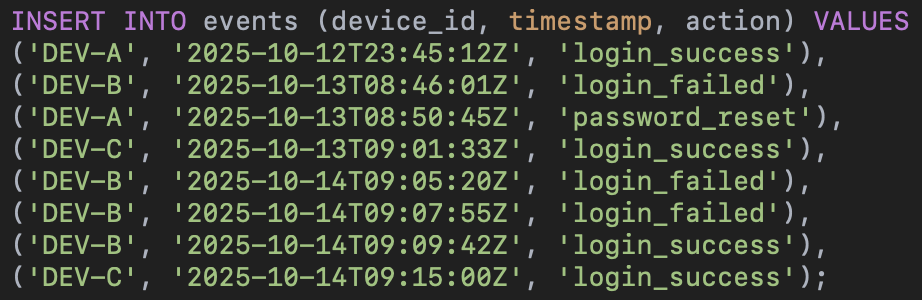 INSERT INTO events (device_id, timestamp, action) VALUES
('DEV-A', '2025-10-12T23:45:12Z', 'login_success'),
('DEV-B', '2025-10-13T08:46:01Z', 'login_failed'),
('DEV-A', '2025-10-13T08:50:45Z', 'password_reset'),
('DEV-C', '2025-10-13T09:01:33Z', 'login_success'),
('DEV-B', '2025-10-14T09:05:20Z', 'login_failed'),
('DEV-B', '2025-10-14T09:07:55Z', 'login_failed'),
('DEV-B', '2025-10-14T09:09:42Z', 'login_success'),
('DEV-C', '2025-10-14T09:15:00Z', 'login_success');